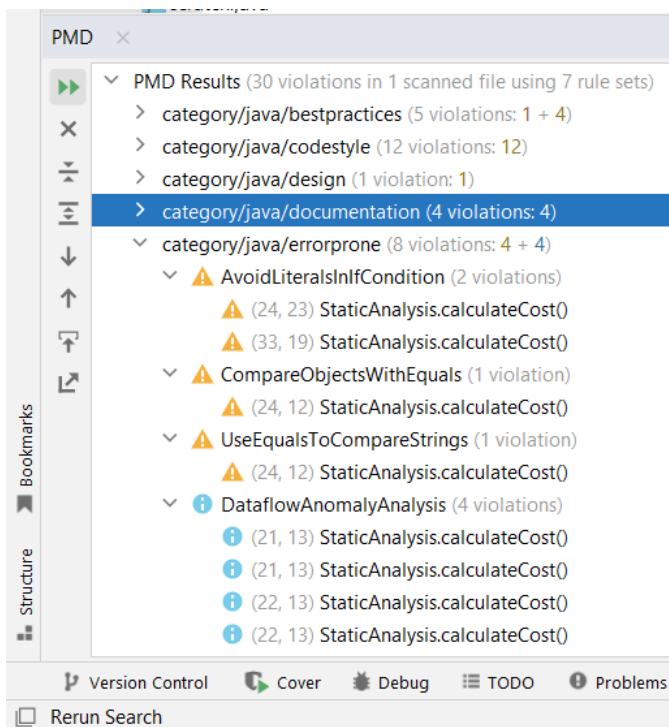 PMD
PMD Results (30 violations in 1 scanned file using 7 rule sets)
category/java/bestpractices (5 violations: 1 + 4)
category/java/codestyle (12 violations: 12)
category/java/design (1 violation: 1)
category/java/documentation (4 violations: 4)
category/java/errorprone (8 violations: 4 + 4)
AvoidLiteralsInIfCondition (2 violations)
(24, 23) StaticAnalysis.calculateCost()
(33, 19) StaticAnalysis.calculateCost()
CompareObjectsWithEquals (1 violation)
(24, 12) StaticAnalysis.calculateCost()
UseEqualsToCompareStrings (1 violation)
(24, 12) StaticAnalysis.calculateCost()
DataflowAnomalyAnalysis (4 violations)
(21, 13) StaticAnalysis.calculateCost()
(21, 13) StaticAnalysis.calculateCost()
(22, 13) StaticAnalysis.calculateCost()
(22, 13) StaticAnalysis.calculateCost()
Bookmarks
Structure
Version Control Cover Debug TODO Problems
Rerun Search